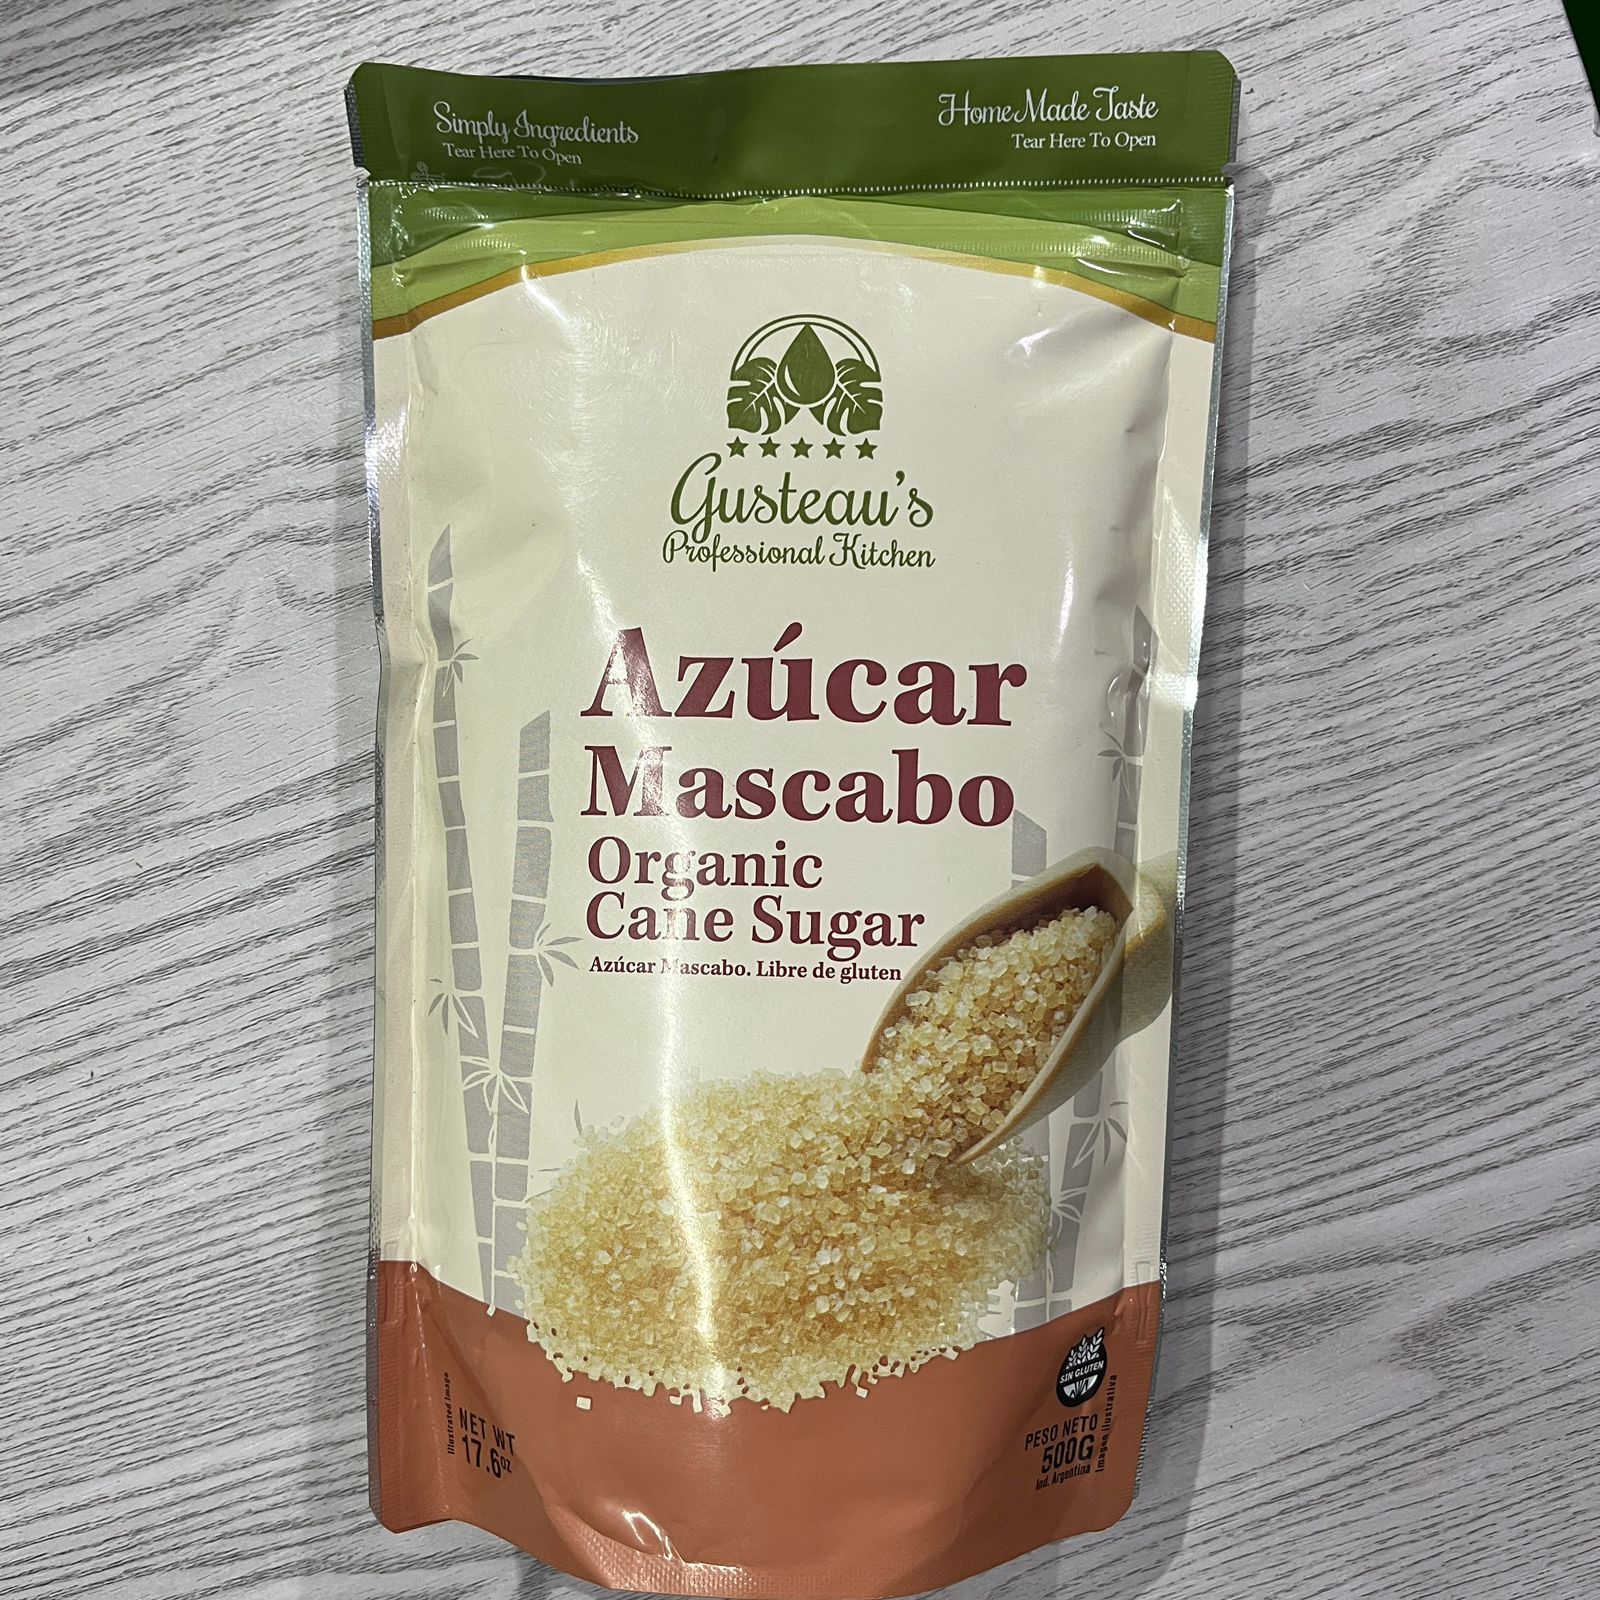 Simply Ingredients
Tear Here To Open
Home Made Taste
Tear Here To Open
Gusteau's
Professional Kitchen
Azúcar
Mascabo
Organic
Cane Sugar
Azúcar Mascabo. Libre de gluten
SIN GLUTEN
Illustrated Image
NET WT
17.6oz
PESO NETO
500G
Ind. Argentina
Imagen ilustrativa